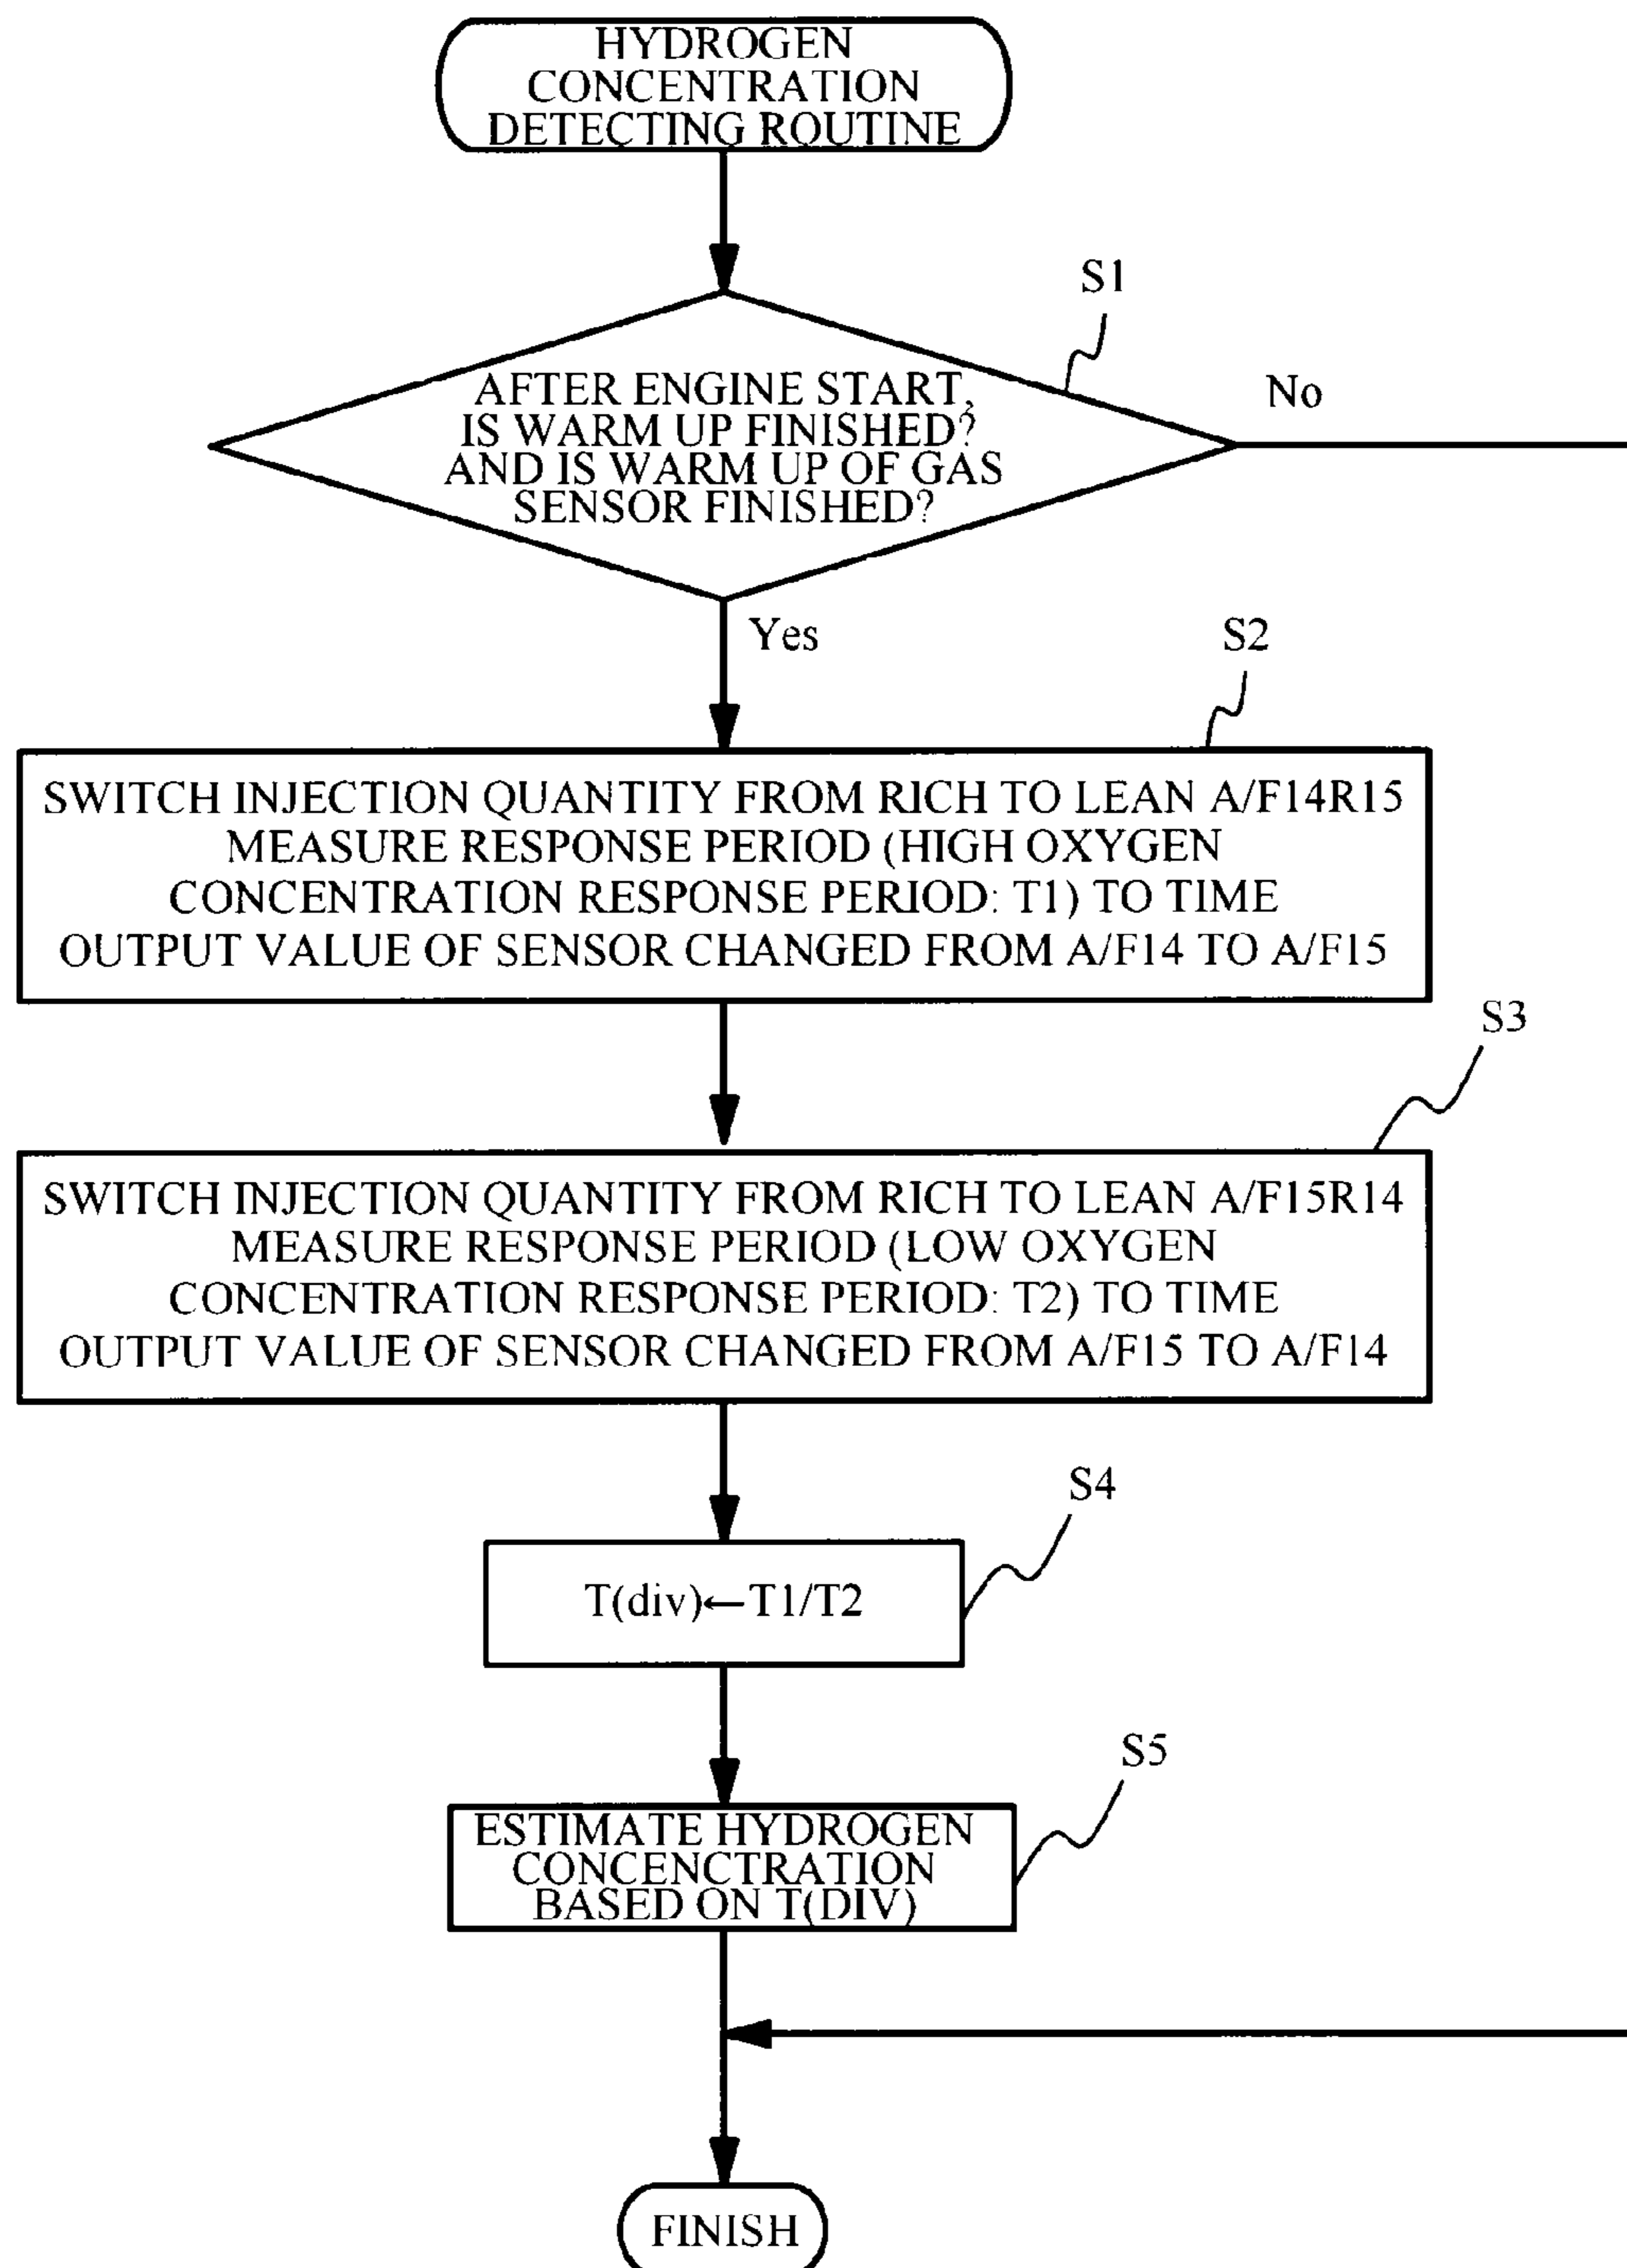 HYDROGEN
CONCENTRATION
DETECTING ROUTINE
S1
AFTER ENGINE START,
IS WARM UP FINISHED?
AND IS WARM UP OF GAS
SENSOR FINISHED?
No
Yes
S2
SWITCH INJECTION QUANTITY FROM RICH TO LEAN A/F14R15
MEASURE RESPONSE PERIOD (HIGH OXYGEN
CONCENTRATION RESPONSE PERIOD: T1) TO TIME
OUTPUT VALUE OF SENSOR CHANGED FROM A/F14 TO A/F15
S3
SWITCH INJECTION QUANTITY FROM RICH TO LEAN A/F15R14
MEASURE RESPONSE PERIOD (LOW OXYGEN
CONCENTRATION RESPONSE PERIOD: T2) TO TIME
OUTPUT VALUE OF SENSOR CHANGED FROM A/F15 TO A/F14
S4
T(div)←T1/T2
S5
ESTIMATE HYDROGEN
CONCENCTRATION
BASED ON T(DIV)
FINISH